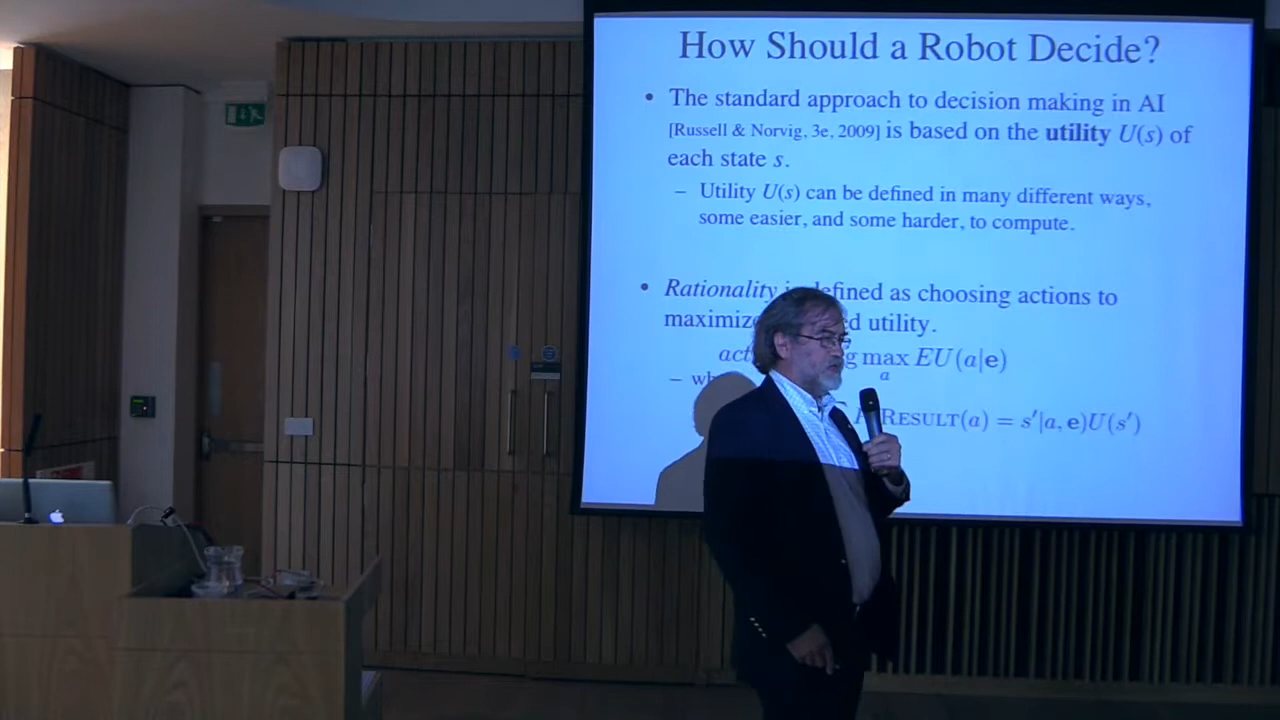 How Should a Robot Decide?
• The standard approach to decision making in AI
[Russell & Norvig, 3e, 2009] is based on the utility U(s) of
each state s.
– Utility U(s) can be defined in many different ways,
some easier, and some harder, to compute.
• Rationality is defined as choosing actions to
maximize utility.
max EU(a|e)
a
RESULT(a) = s′|a, e)U(s′)